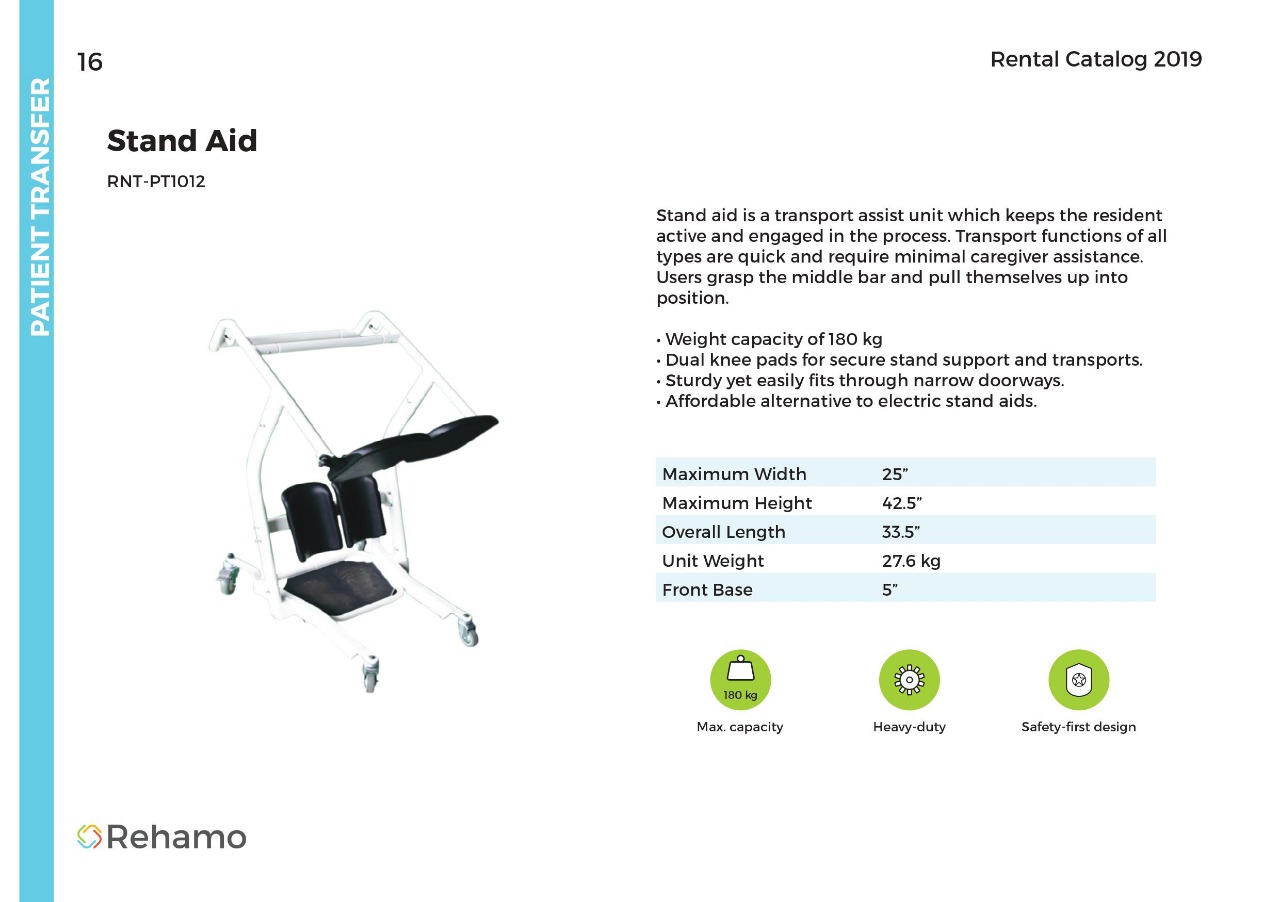 16
Rental Catalog 2019
PATIENT TRANSFER
Stand Aid
RNT-PT1012
Stand aid is a transport assist unit which keeps the resident
active and engaged in the process. Transport functions of all
types are quick and require minimal caregiver assistance.
Users grasp the middle bar and pull themselves up into
position.
• Weight capacity of 180 kg
• Dual knee pads for secure stand support and transports.
• Sturdy yet easily fits through narrow doorways.
• Affordable alternative to electric stand aids.
Maximum Width 25”
Maximum Height 42.5”
Overall Length 33.5”
Unit Weight 27.6 kg
Front Base 5”
180 kg
Max. capacity Heavy-duty Safety-first design
Rehamo